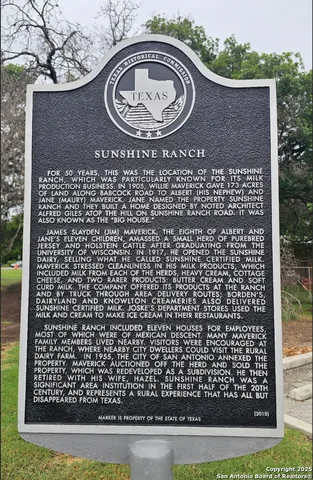 TEXAS HISTORICAL COMMISSION
TEXAS
SUNSHINE RANCH
FOR 50 YEARS, THIS WAS THE LOCATION OF THE SUNSHINE
RANCH, WHICH WAS PARTICULARLY KNOWN FOR ITS MILK
PRODUCTION BUSINESS. IN 1905, WILLIE MAVERICK GAVE 173 ACRES
OF LAND ALONG BABCOCK ROAD TO ALBERT (HIS NEPHEW) AND
JANE (MAURY) MAVERICK. JANE NAMED THE PROPERTY SUNSHINE
RANCH AND THEY BUILT A HOME DESIGNED BY NOTED ARCHITECT
ALFRED GILES ATOP THE HILL ON SUNSHINE RANCH ROAD. IT WAS
ALSO KNOWN AS THE "BIG HOUSE."
JAMES SLAYDEN (JIM) MAVERICK, THE EIGHTH OF ALBERT AND
JANE'S ELEVEN CHILDREN, AMASSED A SMALL HERD OF PUREBRED
JERSEY AND HOLSTEIN CATTLE AFTER GRADUATING FROM THE
UNIVERSITY OF WISCONSIN. IN 1917, HE OPENED THE SUNSHINE
DAIRY, SELLING WHAT HE CALLED SUNSHINE CERTIFIED MILK.
MAVERICK STRESSED CLEANLINESS IN HIS MILK PRODUCTS, WHICH
INCLUDED MILK FROM EACH OF THE HERDS, HEAVY CREAM, COTTAGE
CHEESE, AND TWO RARER PRODUCTS: BUTTER CREAM AND SOFT
CURD MILK. THE COMPANY OFFERED ITS PRODUCTS AT THE RANCH
AND BY TRUCK THROUGH AREA DELIVERY ROUTES; BORDEN'S,
DAIRYLAND AND KNOWLTON CREAMERIES ALSO DELIVERED
SUNSHINE CERTIFIED MILK. JOSKE'S DEPARTMENT STORES USED THE
MILK AND CREAM TO MAKE ICE CREAM IN THEIR RESTAURANTS.
SUNSHINE RANCH INCLUDED ELEVEN HOUSES FOR EMPLOYEES,
MOST OF WHICH WERE OF MEXICAN DESCENT. MANY MAVERICK
FAMILY MEMBERS LIVED NEARBY. VISITORS WERE ENCOURAGED AT
THE RANCH, WHERE NEARBY CITY DWELLERS COULD VISIT THE RURAL
DAIRY FARM. IN 1955, THE CITY OF SAN ANTONIO ANNEXED THE
PROPERTY. MAVERICK AUCTIONED OFF THE HERD AND SOLD THE
PROPERTY, WHICH WAS REDEVELOPED AS A SUBDIVISION. HE THEN
RETIRED WITH HIS WIFE, HAZEL. SUNSHINE RANCH WAS A
SIGNIFICANT AREA INSTITUTION IN THE FIRST HALF OF THE 20TH
CENTURY, AND REPRESENTS A RURAL EXPERIENCE THAT HAS ALL BUT
DISAPPEARED FROM TEXAS.
(2010)
MARKER IS PROPERTY OF THE STATE OF TEXAS
Copyright 2025
San Antonio Board of Realtors®